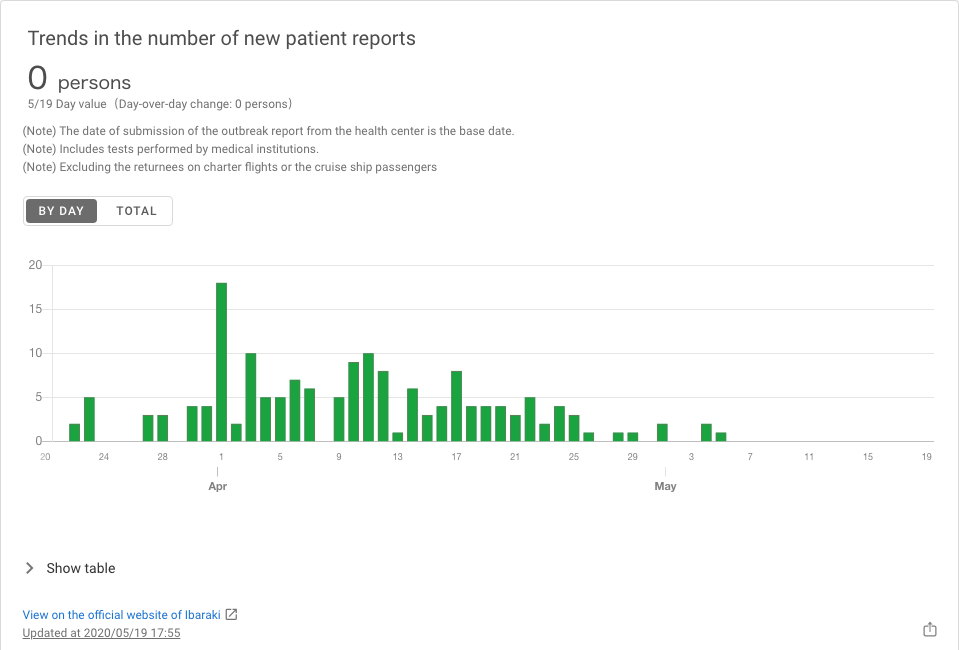 Trends in the number of new patient reports
0 persons
5/19 Day value（Day-over-day change: 0 persons）
(Note) The date of submission of the outbreak report from the health center is the base date.
(Note) Includes tests performed by medical institutions.
(Note) Excluding the returnees on charter flights or the cruise ship passengers
BY DAY TOTAL
20
15
10
5
0
20 24 28 1 5 9 13 17 21 25 29 3 7 11 15 19
Apr May
Show table
View on the official website of Ibaraki
Updated at 2020/05/19 17:55